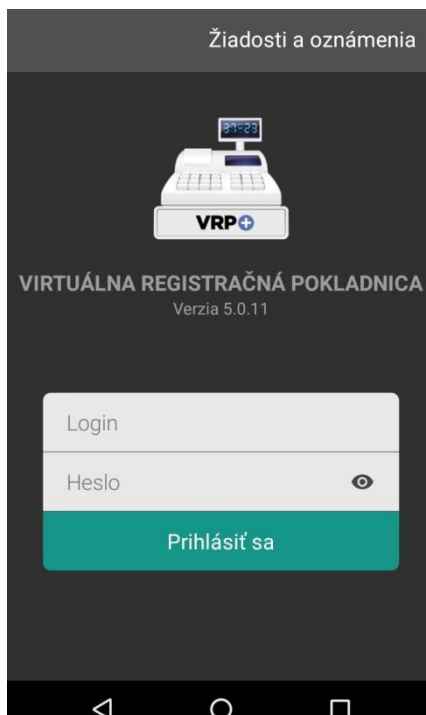 Žiadosti a oznámenia
VRP+
VIRTUÁLNA REGISTRAČNÁ POKLADNICA
Verzia 5.0.11
Login
Heslo
Prihlásiť sa